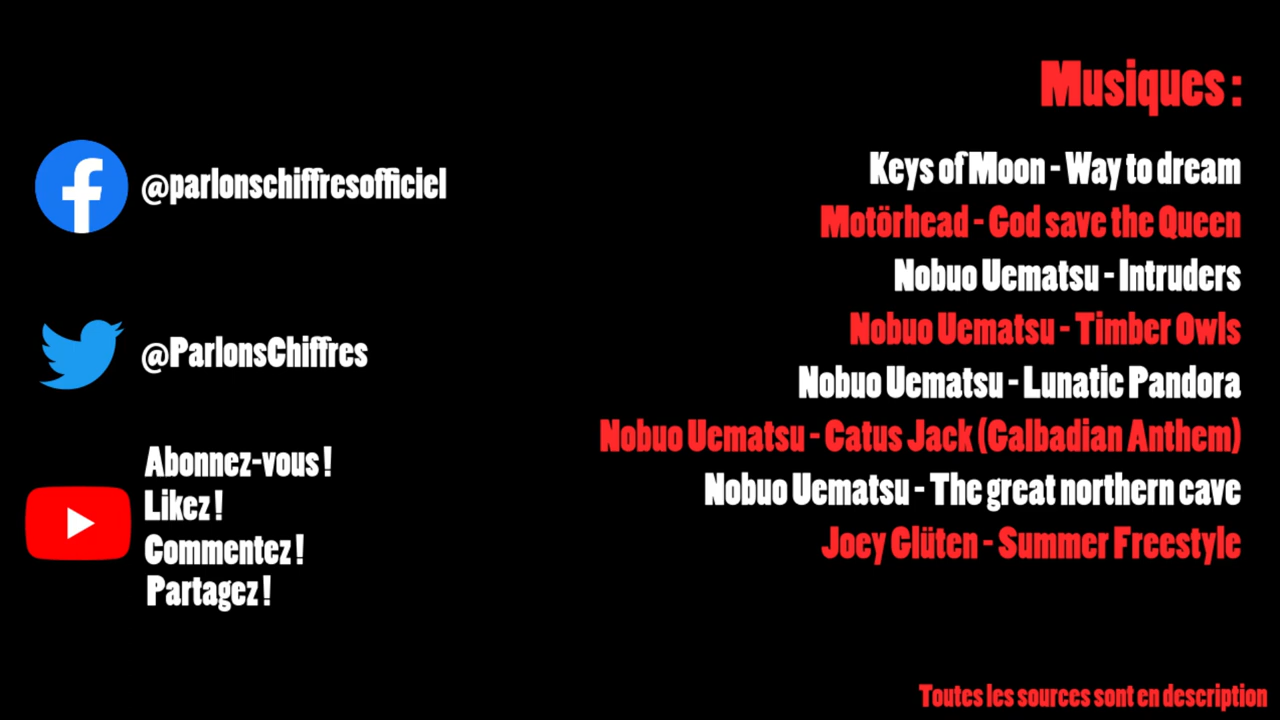 @parlonschiffresofficiel
@ParlonsChiffres
Abonnez-vous !
Likez !
Commentez !
Partagez !
Musiques :
Keys of Moon - Way to dream
Motörhead - God save the Queen
Nobuo Uematsu - Intruders
Nobuo Uematsu - Timber Owls
Nobuo Uematsu - Lunatic Pandora
Nobuo Uematsu - Catus Jack (Galbadian Anthem)
Nobuo Uematsu - The great northern cave
Joey Glüten - Summer Freestyle
Toutes les sources sont en description